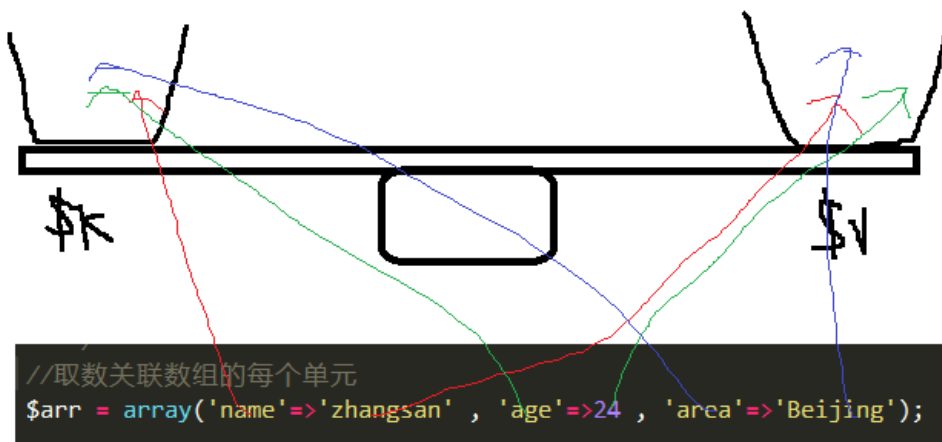 $K $V
//取数关联数组的每个单元
$arr = array('name'=>'zhangsan' , 'age'=>24 , 'area'=>'Beijing');